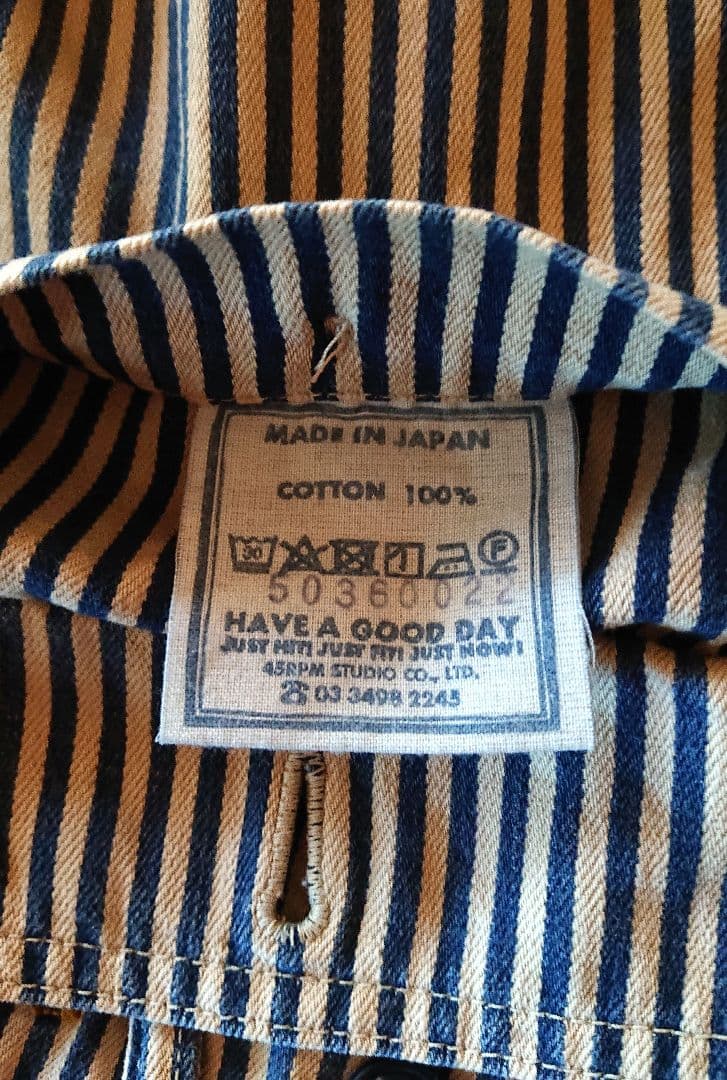 MADE IN JAPAN
COTTON 100%
30 F
50360022
HAVE A GOOD DAY
JUST HIT! JUST FIT! JUST NOW!
45RPM STUDIO CO., LTD.
☎ 03 3498 2245